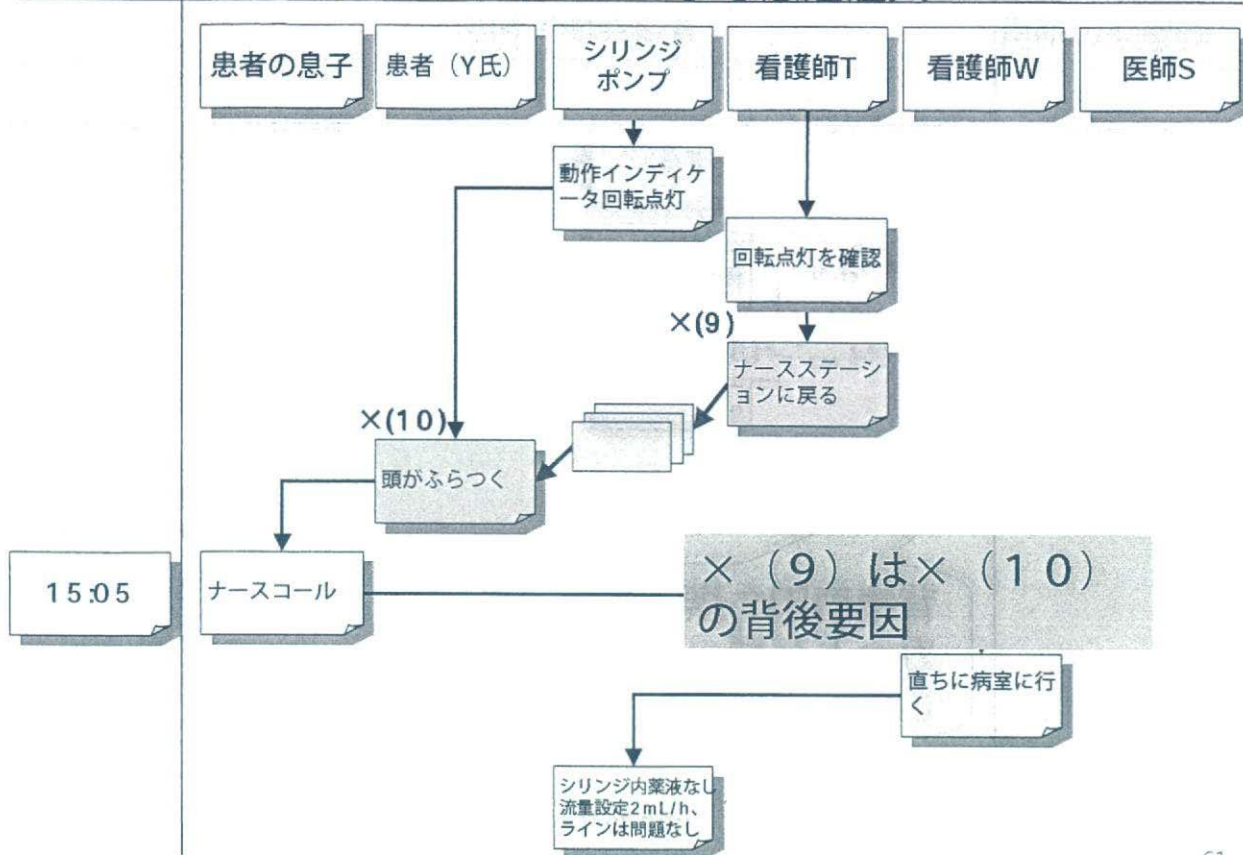 患者の息子
患者（Y氏）
シリンジ
ポンプ
看護師T
看護師W
医師S
動作インディケ
ータ回転点灯
回転点灯を確認
×(9)
ナースステーシ
ョンに戻る
×(10)
頭がふらつく
15:05
ナースコール
×（9）は×（10）
の背後要因
直ちに病室に行
く
シリンジ内薬液なし
流量設定2mL/h、
ラインは問題なし